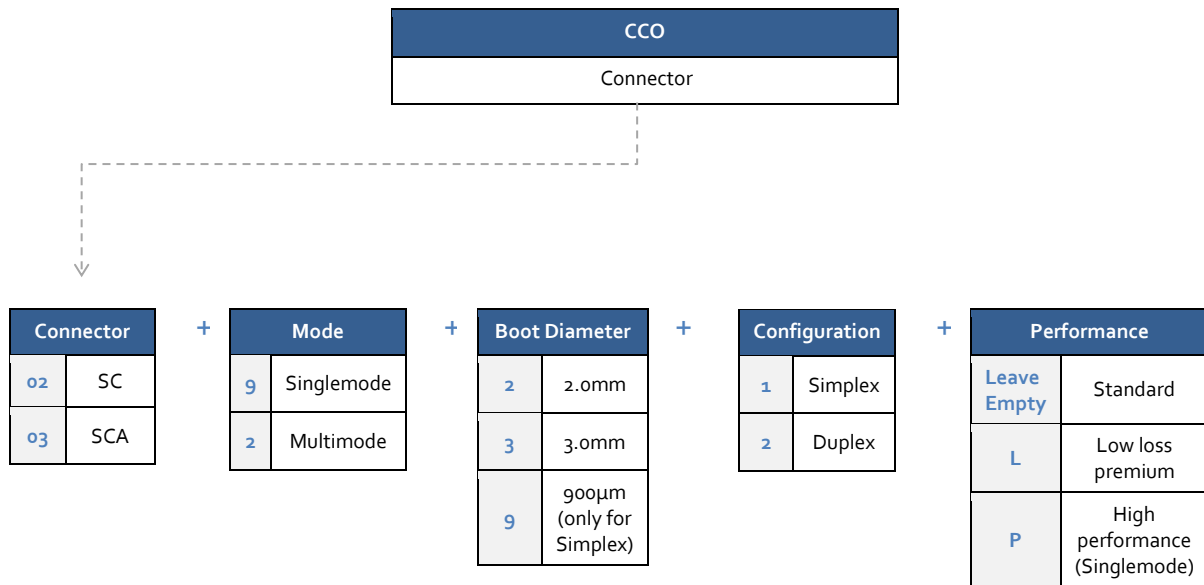 CCO
Connector
Connector + Mode + Boot Diameter + Configuration + Performance
02 SC
03 SCA
9 Singlemode
2 Multimode
2 2.0mm
3 3.0mm
9 900µm
(only for
Simplex)
1 Simplex
2 Duplex
Leave
Empty
Standard
L Low loss
premium
P High
performance
(Singlemode)